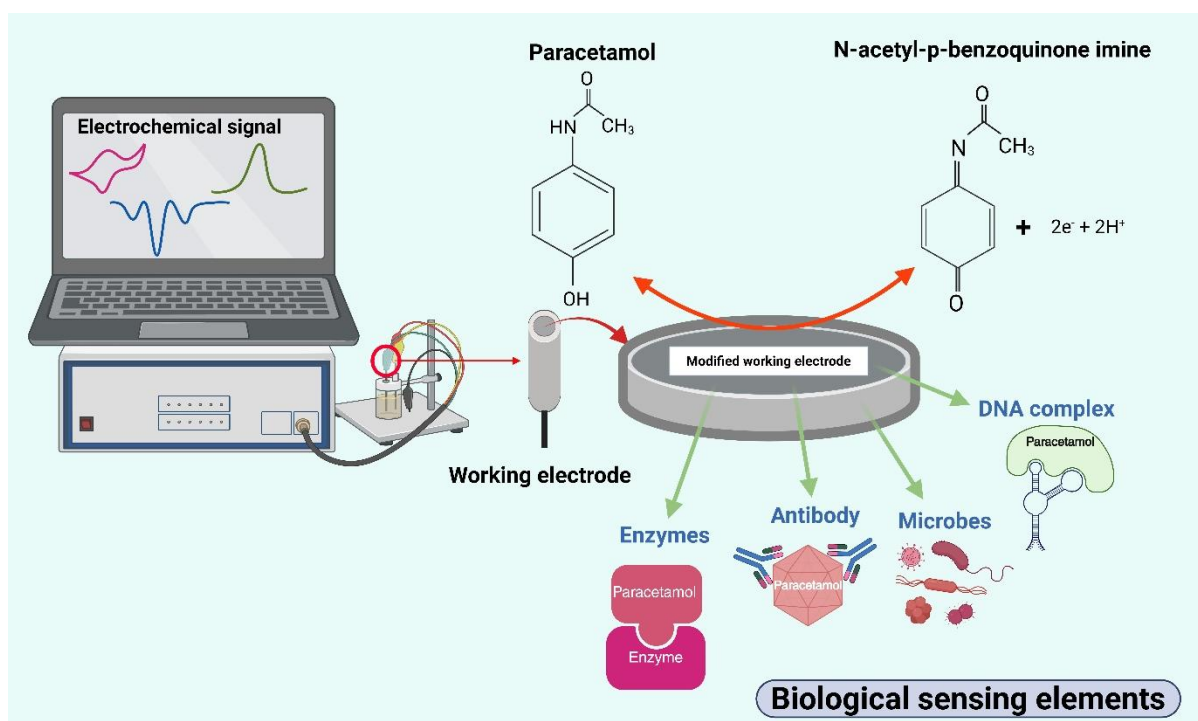 Paracetamol
O
HN
CH₃
OH
N-acetyl-p-benzoquinone imine
O
N
CH₃
O
+ 2e⁻ + 2H⁺
Electrochemical signal
Modified working electrode
Working electrode
DNA complex
Paracetamol
Enzymes
Paracetamol
Enzyme
Antibody
Paracetamol
Microbes
Biological sensing elements